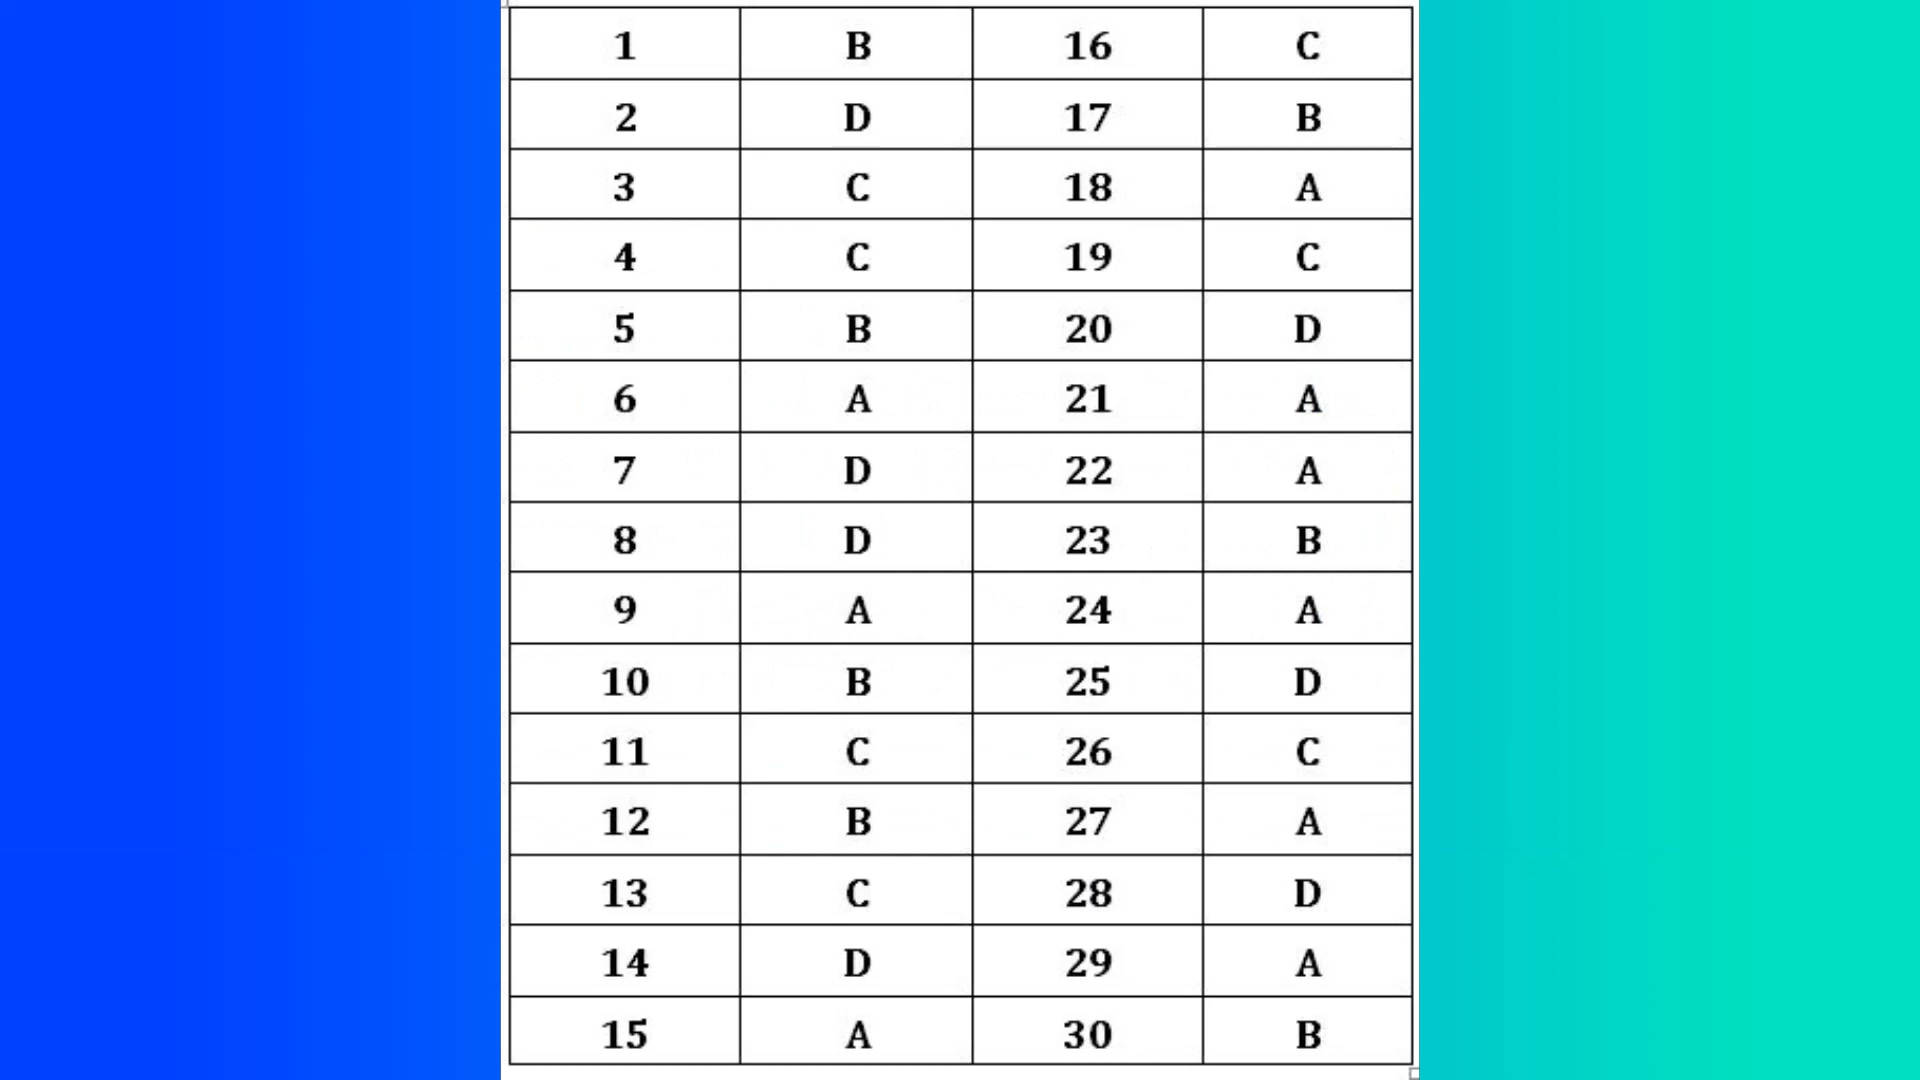 1 B 16 C
2 D 17 B
3 C 18 A
4 C 19 C
5 B 20 D
6 A 21 A
7 D 22 A
8 D 23 B
9 A 24 A
10 B 25 D
11 C 26 C
12 B 27 A
13 C 28 D
14 D 29 A
15 A 30 B